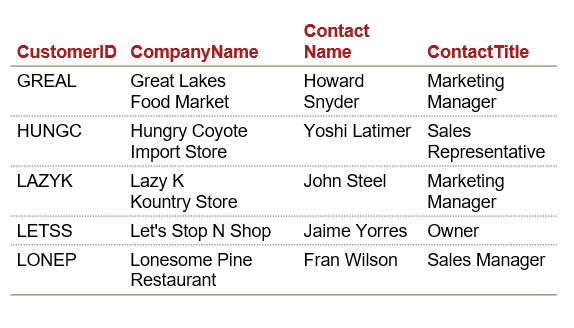 CustomerID CompanyName Contact Name ContactTitle
GREAL Great Lakes Food Market Howard Snyder Marketing Manager
HUNGC Hungry Coyote Import Store Yoshi Latimer Sales Representative
LAZYK Lazy K Kountry Store John Steel Marketing Manager
LETSS Let's Stop N Shop Jaime Yorres Owner
LONEP Lonesome Pine Restaurant Fran Wilson Sales Manager